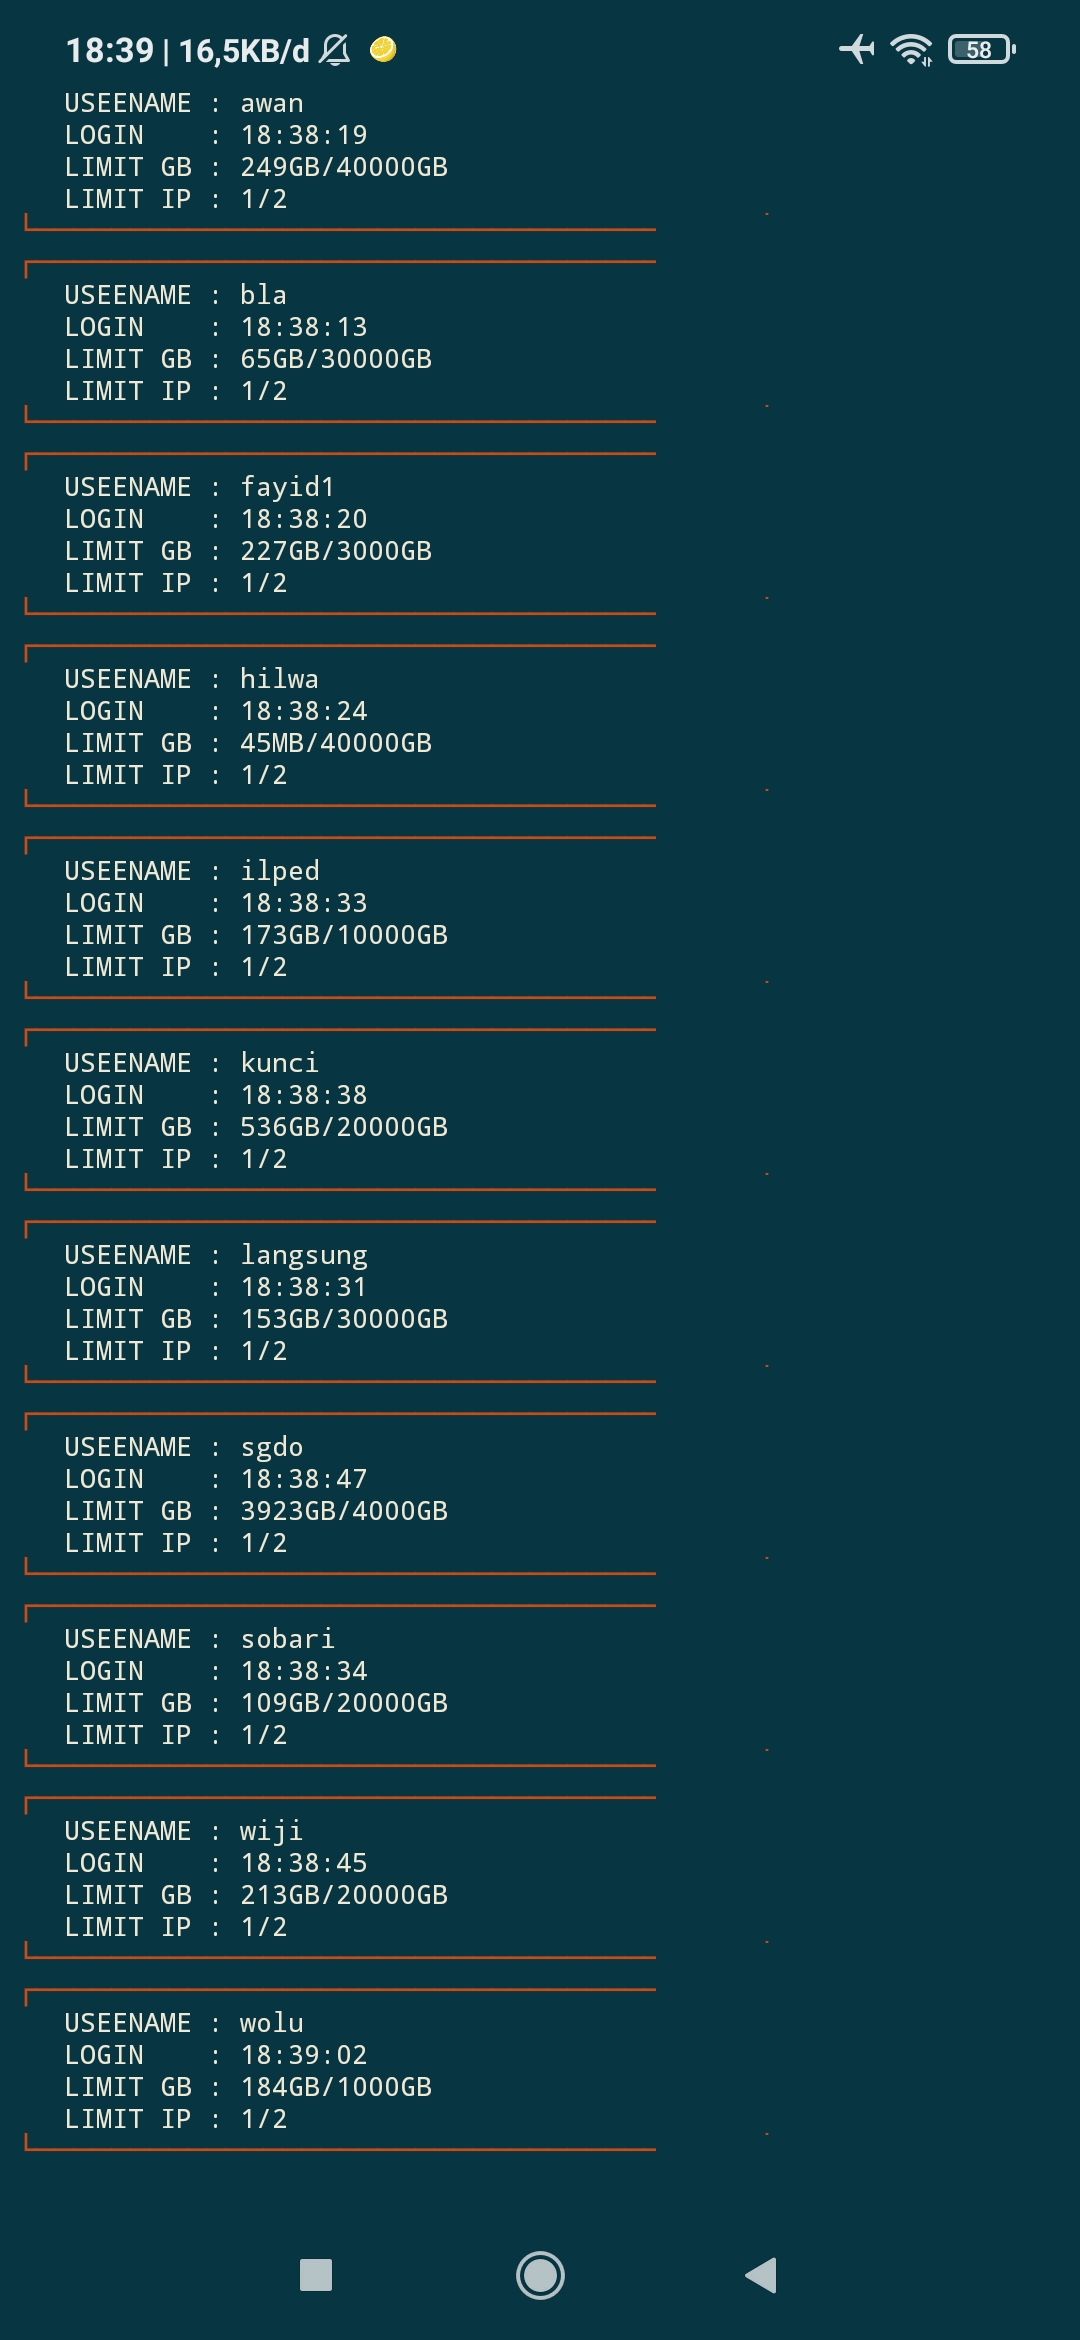 18:39 | 16,5KB/d
58
USEENAME : awan
LOGIN    : 18:38:19
LIMIT GB : 249GB/40000GB
LIMIT IP : 1/2
USEENAME : bla
LOGIN    : 18:38:13
LIMIT GB : 65GB/30000GB
LIMIT IP : 1/2
USEENAME : fayid1
LOGIN    : 18:38:20
LIMIT GB : 227GB/3000GB
LIMIT IP : 1/2
USEENAME : hilwa
LOGIN    : 18:38:24
LIMIT GB : 45MB/40000GB
LIMIT IP : 1/2
USEENAME : ilped
LOGIN    : 18:38:33
LIMIT GB : 173GB/10000GB
LIMIT IP : 1/2
USEENAME : kunci
LOGIN    : 18:38:38
LIMIT GB : 536GB/20000GB
LIMIT IP : 1/2
USEENAME : langsung
LOGIN    : 18:38:31
LIMIT GB : 153GB/30000GB
LIMIT IP : 1/2
USEENAME : sgdo
LOGIN    : 18:38:47
LIMIT GB : 3923GB/4000GB
LIMIT IP : 1/2
USEENAME : sobari
LOGIN    : 18:38:34
LIMIT GB : 109GB/20000GB
LIMIT IP : 1/2
USEENAME : wiji
LOGIN    : 18:38:45
LIMIT GB : 213GB/20000GB
LIMIT IP : 1/2
USEENAME : wolu
LOGIN    : 18:39:02
LIMIT GB : 184GB/1000GB
LIMIT IP : 1/2